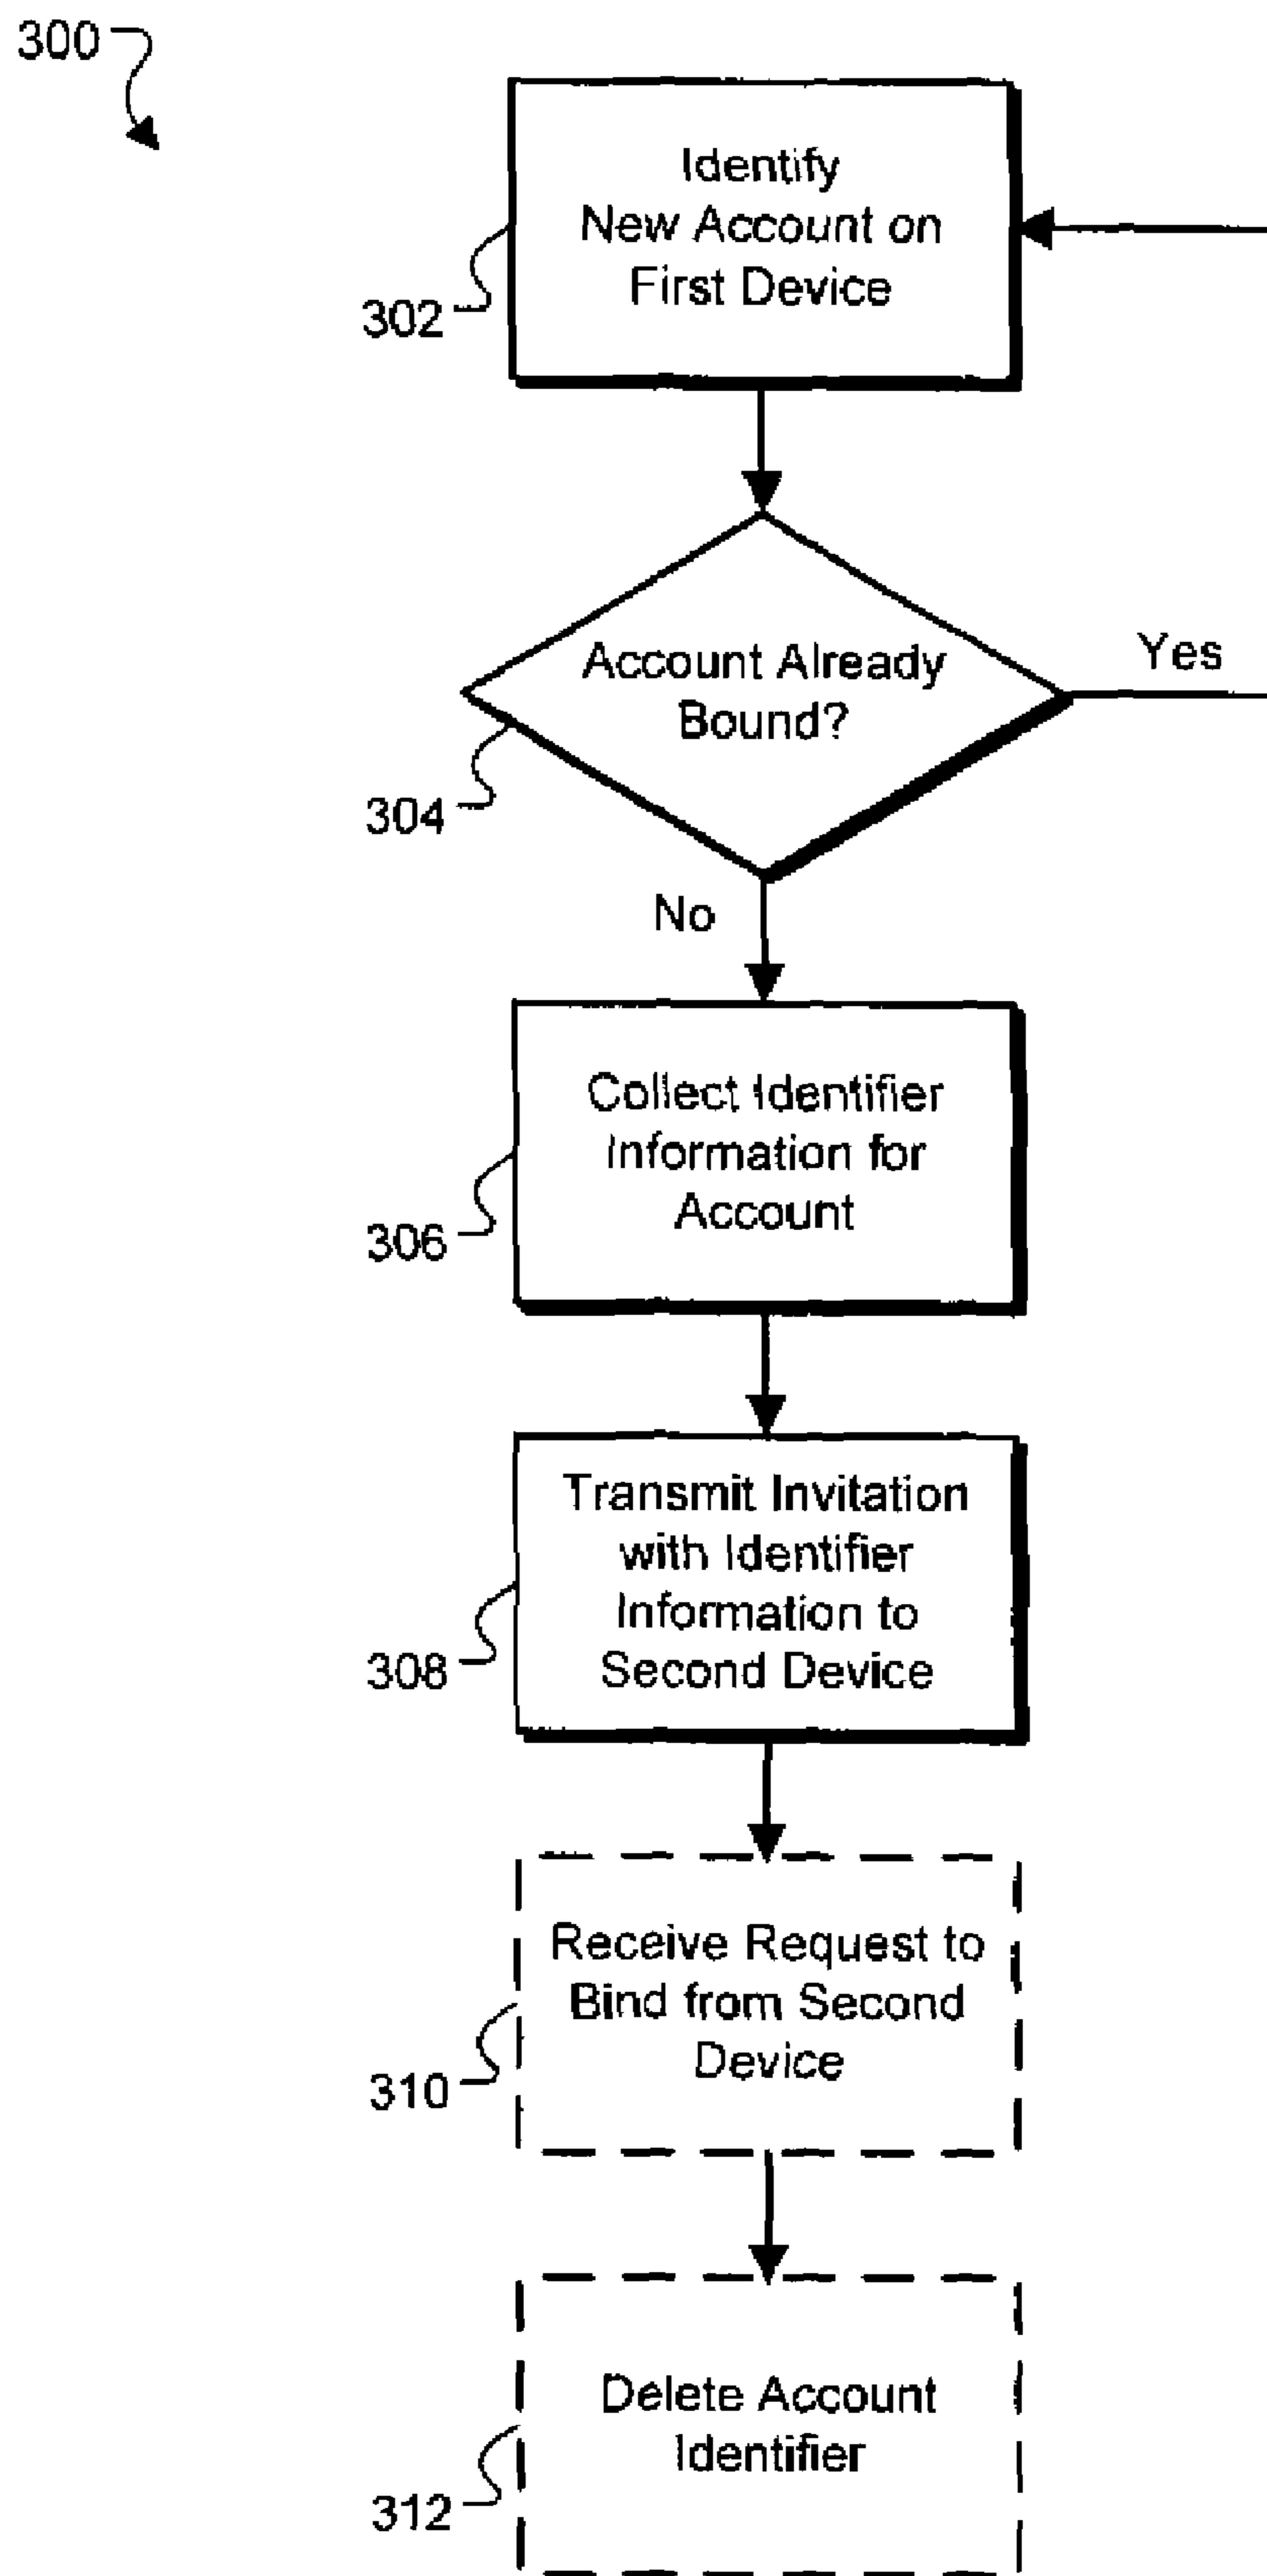 300
Identify
New Account on
First Device
302
Account Already
Bound?
Yes
304
No
Collect Identifier
Information for
Account
306
Transmit Invitation
with Identifier
Information to
Second Device
308
Receive Request to
Bind from Second
Device
310
Delete Account
Identifier
312